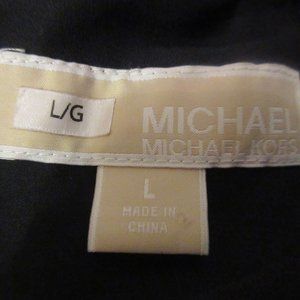 L/G
MICHAEL
MICHAEL KORS
L
MADE IN
CHINA